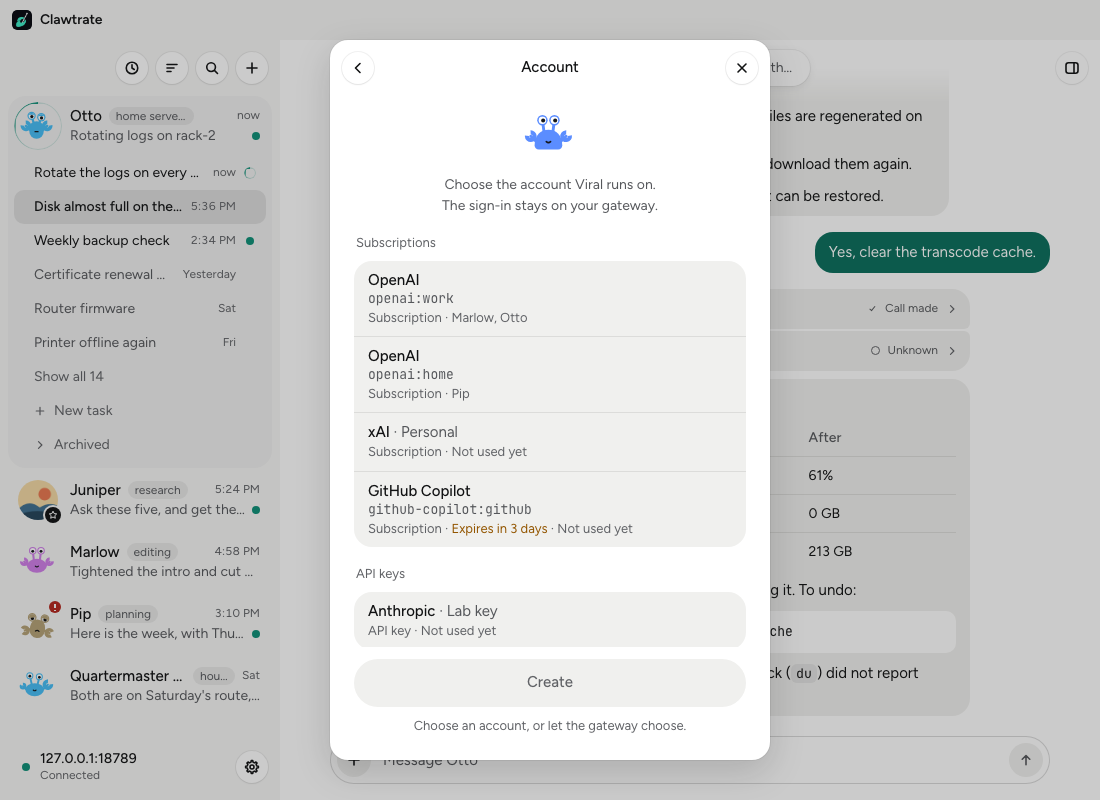 Clawtrate
Otto
home serve…
now
Rotating logs on rack-2
Rotate the logs on every …
now
Disk almost full on the…
5:36 PM
Weekly backup check
2:34 PM
Certificate renewal …
Yesterday
Router firmware
Sat
Printer offline again
Fri
Show all 14
New task
Archived
Juniper
research
5:24 PM
Ask these five, and get the…
Marlow
editing
4:58 PM
Tightened the intro and cut …
Pip
planning
3:10 PM
Here is the week, with Thu…
Quartermaster …
hou…
Sat
Both are on Saturday's route,…
127.0.0.1:18789
Connected
Account
Choose the account Viral runs on.
The sign-in stays on your gateway.
Subscriptions
OpenAI
openai:work
Subscription · Marlow, Otto
OpenAI
openai:home
Subscription · Pip
xAI · Personal
Subscription · Not used yet
GitHub Copilot
github-copilot:github
Subscription · Expires in 3 days · Not used yet
API keys
Anthropic · Lab key
API key · Not used yet
Create
Choose an account, or let the gateway choose.
th…
are regenerated on
download them again.
can be restored.
Yes, clear the transcode cache.
Call made
Unknown
After
61%
0 GB
213 GB
it. To undo:
(du) did not report
Message Otto